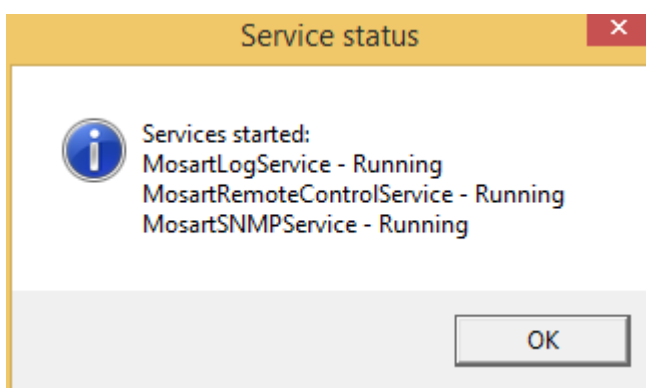 Service status
Services started:
MosartLogService - Running
MosartRemoteControlService - Running
MosartSNMPService - Running
OK